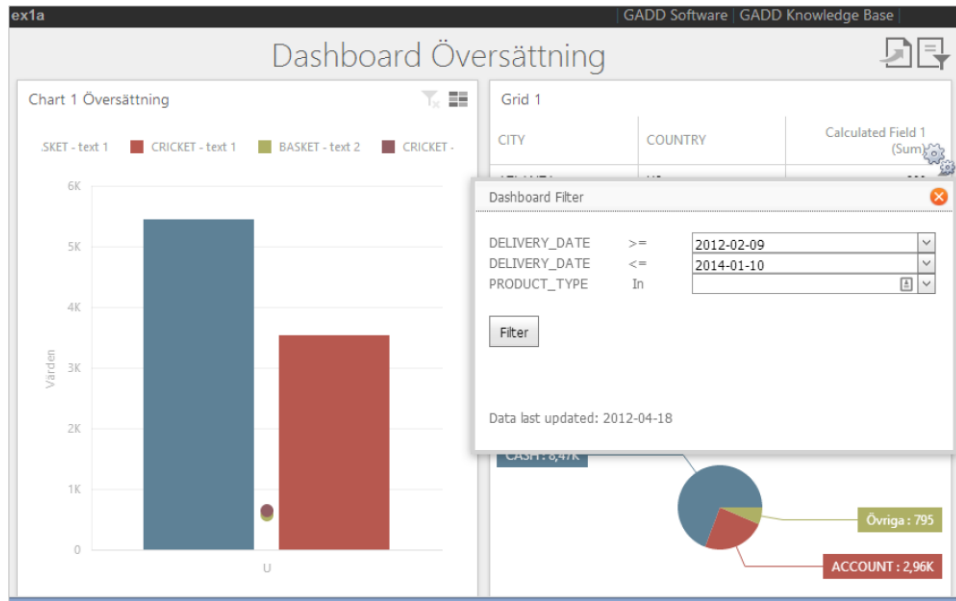 ex1a
GADD Software
GADD Knowledge Base
Dashboard Översättning
Chart 1 Översättning
SKET - text 1
CRICKET - text 1
BASKET - text 2
CRICKET -
6K
5K
4K
3K
2K
1K
0
Värden
U
Grid 1
CITY
COUNTRY
Calculated Field 1
(Sum)
Dashboard Filter
DELIVERY_DATE >= 2012-02-09
DELIVERY_DATE <= 2014-01-10
PRODUCT_TYPE In
Filter
Data last updated: 2012-04-18
CASH : 8,47K
Övriga : 795
ACCOUNT : 2,96K